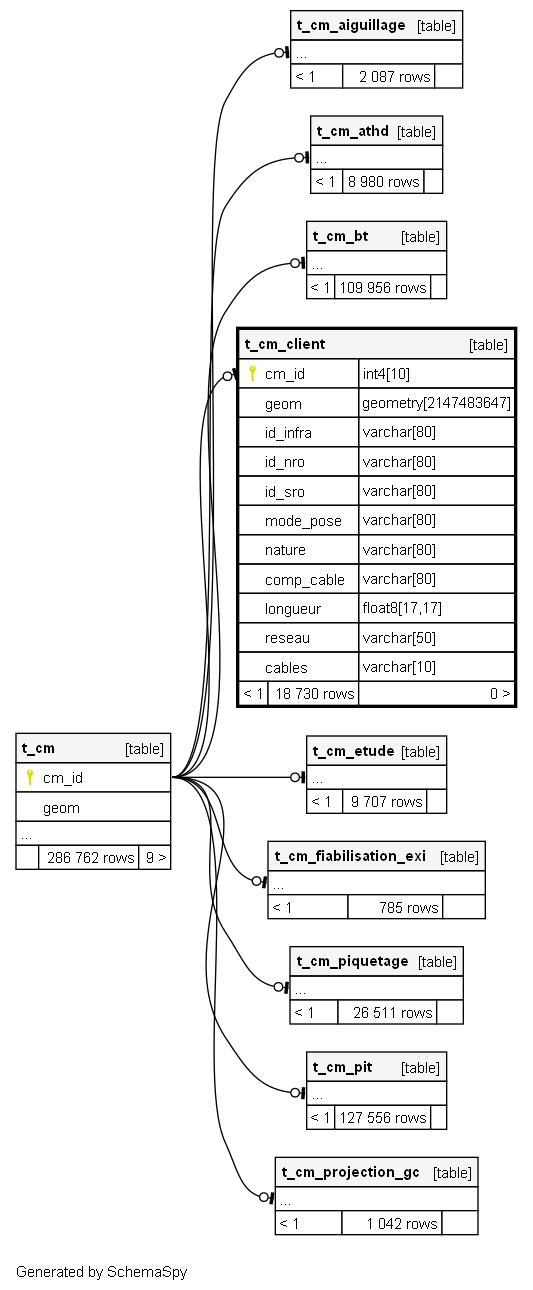 t_cm_aiguillage [table]
...
< 1 2 087 rows
t_cm_athd [table]
...
< 1 8 980 rows
t_cm_bt [table]
...
< 1 109 956 rows
t_cm_client [table]
cm_id int4[10]
geom geometry[2147483647]
id_infra varchar[80]
id_nro varchar[80]
id_sro varchar[80]
mode_pose varchar[80]
nature varchar[80]
comp_cable varchar[80]
longueur float8[17,17]
reseau varchar[50]
cables varchar[10]
< 1 18 730 rows 0 >
t_cm [table]
cm_id
geom
...
286 762 rows 9 >
t_cm_etude [table]
...
< 1 9 707 rows
t_cm_fiabilisation_exi [table]
...
< 1 785 rows
t_cm_piquetage [table]
...
< 1 26 511 rows
t_cm_pit [table]
...
< 1 127 556 rows
t_cm_projection_gc [table]
...
< 1 1 042 rows
Generated by SchemaSpy